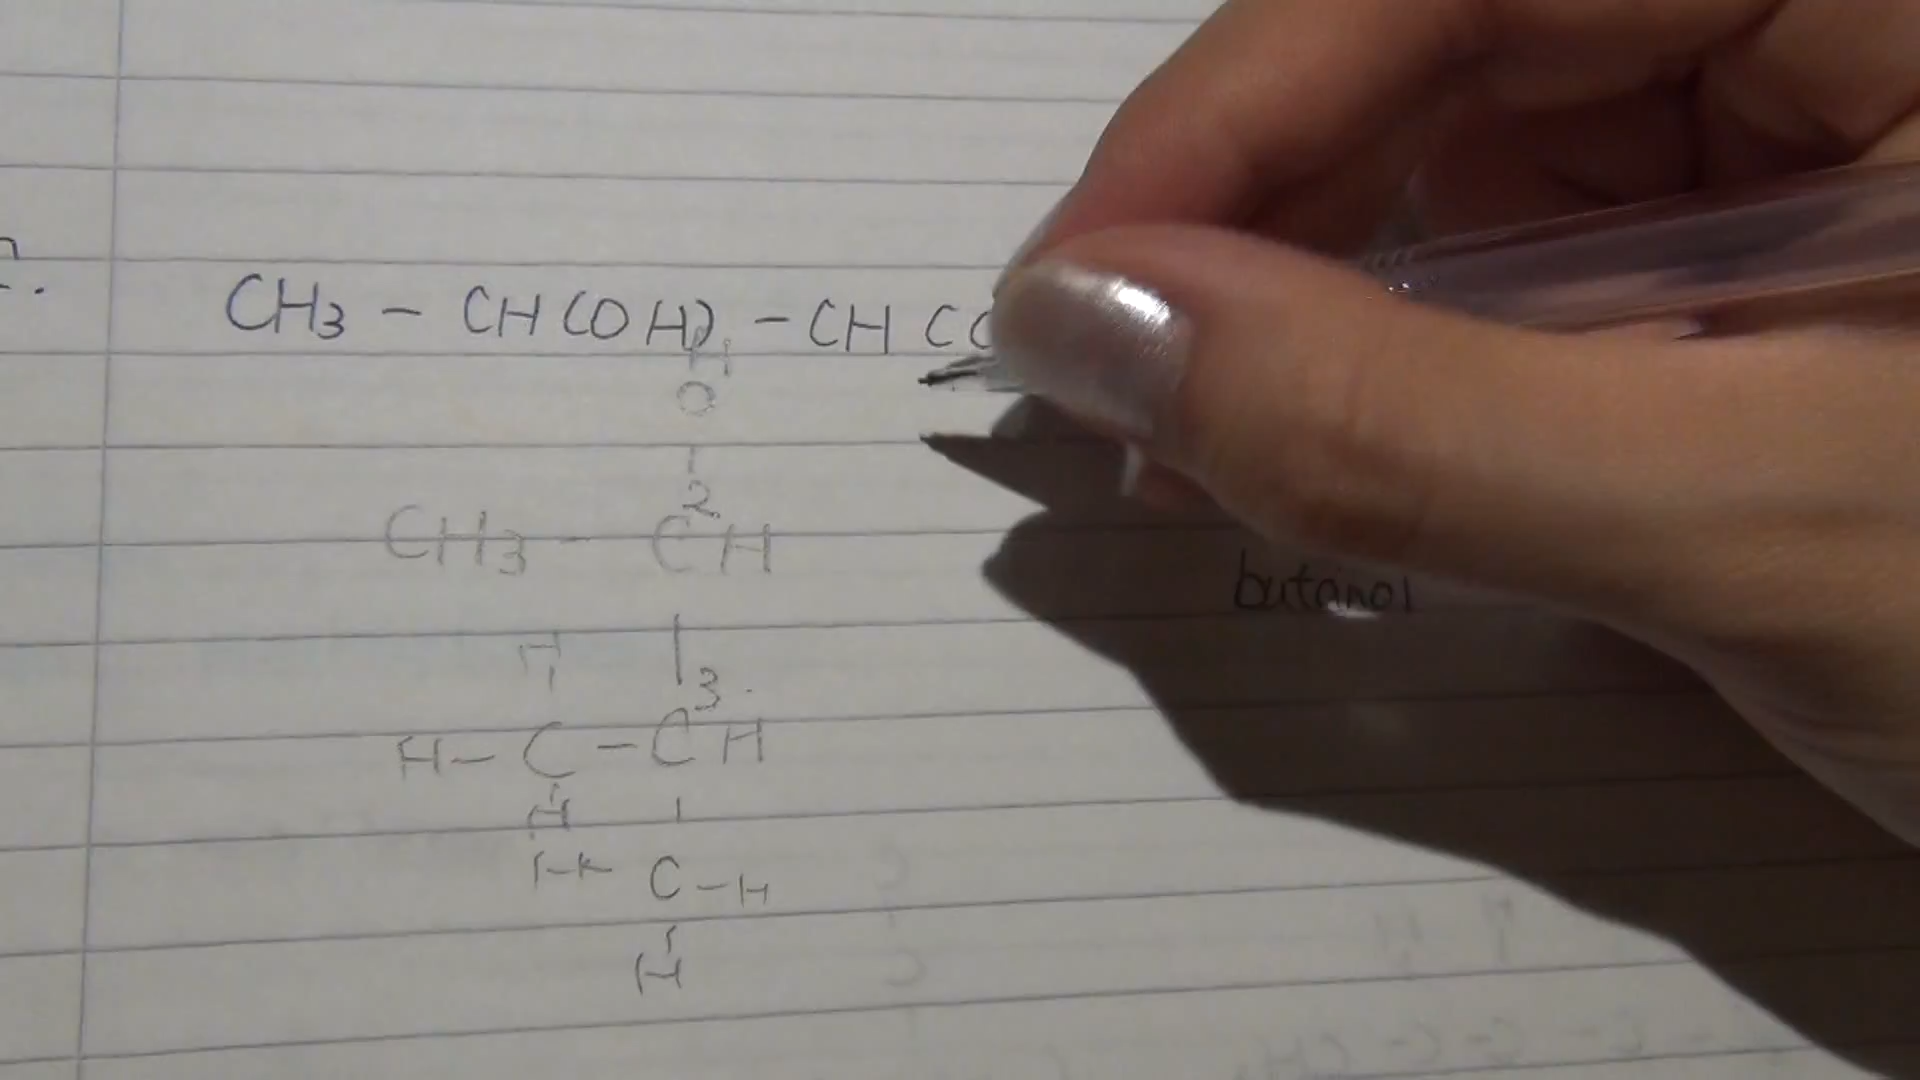 CH3 - CH(OH) - CH(C
H
O
2
CH3 - CH
butanol
H
3
H - C - CH
H
H C - H
H